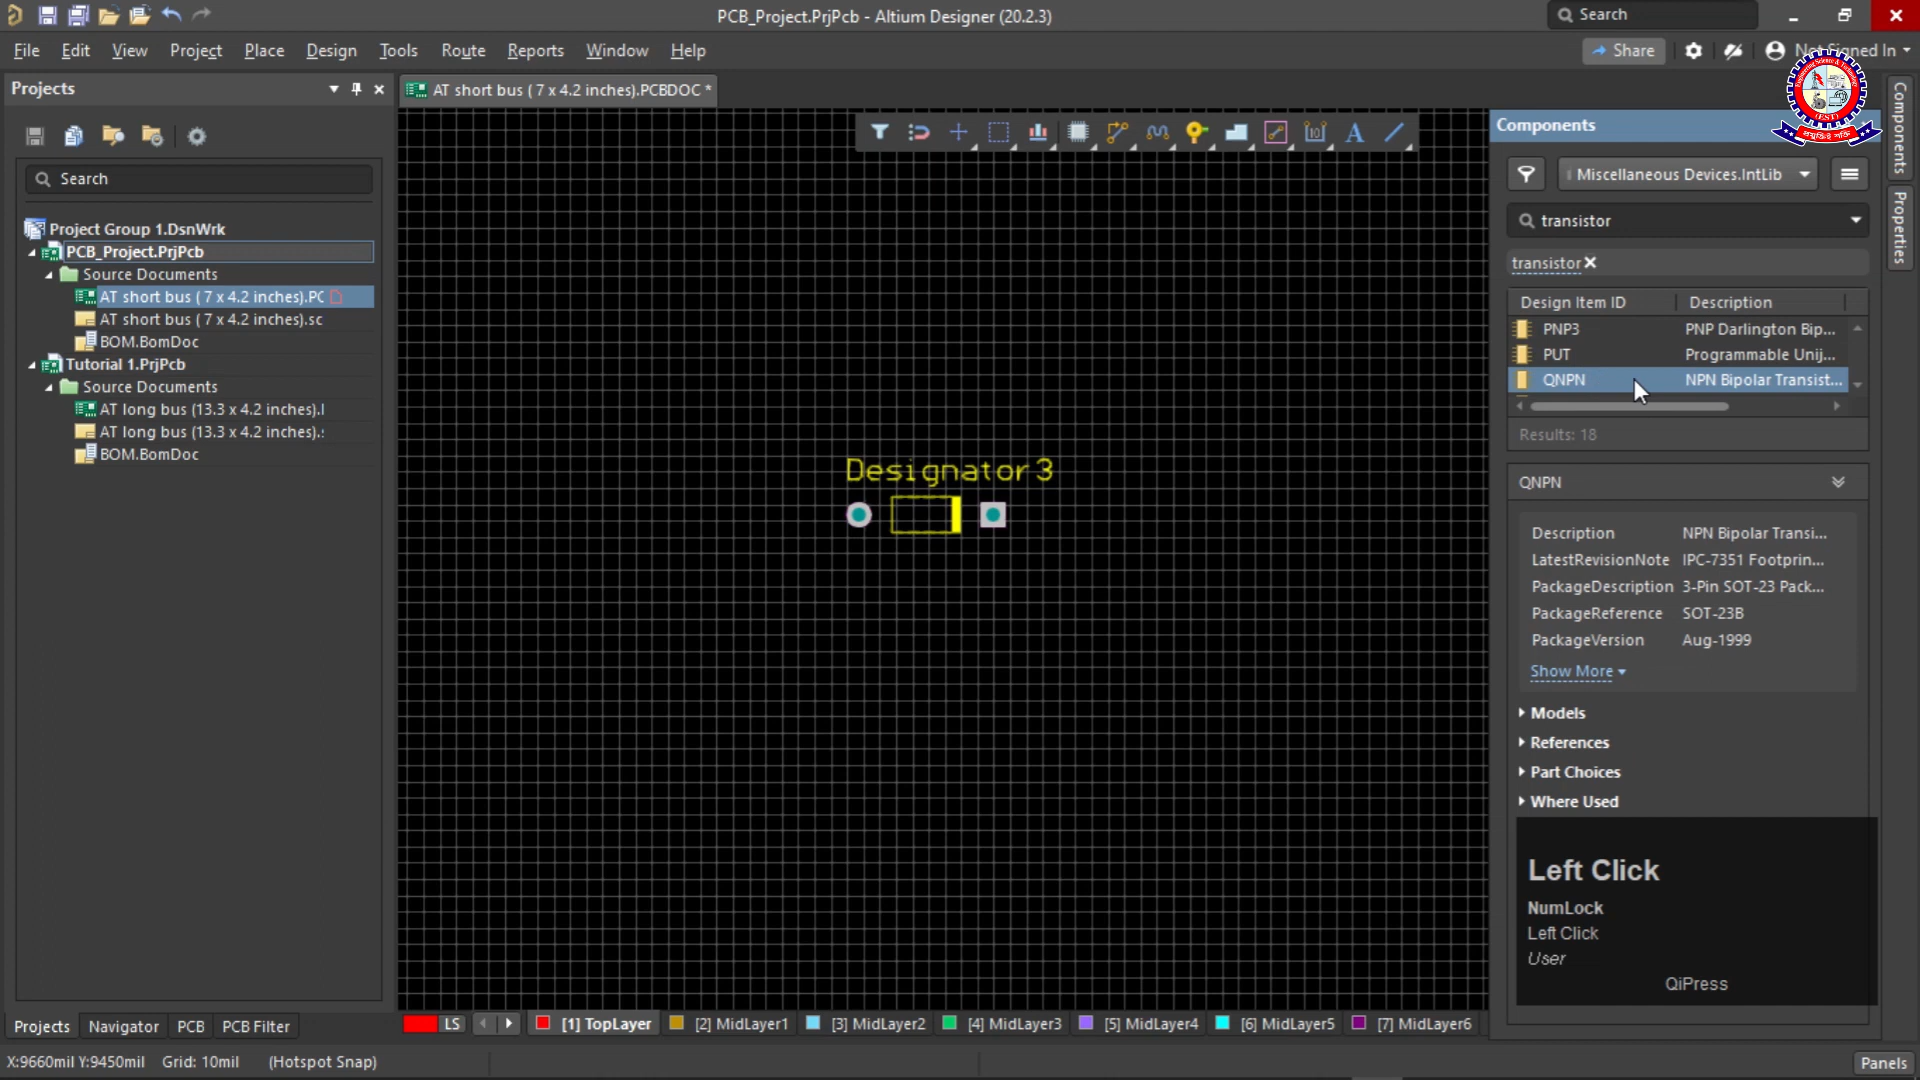 PCB_Project.PrjPcb - Altium Designer (20.2.3)
Search
File Edit View Project Place Design Tools Route Reports Window Help
Share
Not Signed In
Projects
AT short bus ( 7 x 4.2 inches).PCBDOC *
Components
Components
Properties
Search
Miscellaneous Devices.IntLib
transistor
transistor
Project Group 1.DsnWrk
PCB_Project.PrjPcb
Source Documents
AT short bus ( 7 x 4.2 inches).PC
AT short bus ( 7 x 4.2 inches).sc
BOM.BomDoc
Tutorial 1.PrjPcb
Source Documents
AT long bus (13.3 x 4.2 inches).
AT long bus (13.3 x 4.2 inches).
BOM.BomDoc
Design Item ID Description
PNP3 PNP Darlington Bip...
PUT Programmable Unij...
QNPN NPN Bipolar Transist...
Results: 18
Designator3
QNPN
Description NPN Bipolar Transi...
LatestRevisionNote IPC-7351 Footprin...
PackageDescription 3-Pin SOT-23 Pack...
PackageReference SOT-23B
PackageVersion Aug-1999
Show More
Models
References
Part Choices
Where Used
Left Click
NumLock
Left Click
User
QiPress
Projects Navigator PCB PCB Filter
LS [1] TopLayer [2] MidLayer1 [3] MidLayer2 [4] MidLayer3 [5] MidLayer4 [6] MidLayer5 [7] MidLayer6
X:9660mil Y:9450mil Grid: 10mil (Hotspot Snap)
Panels